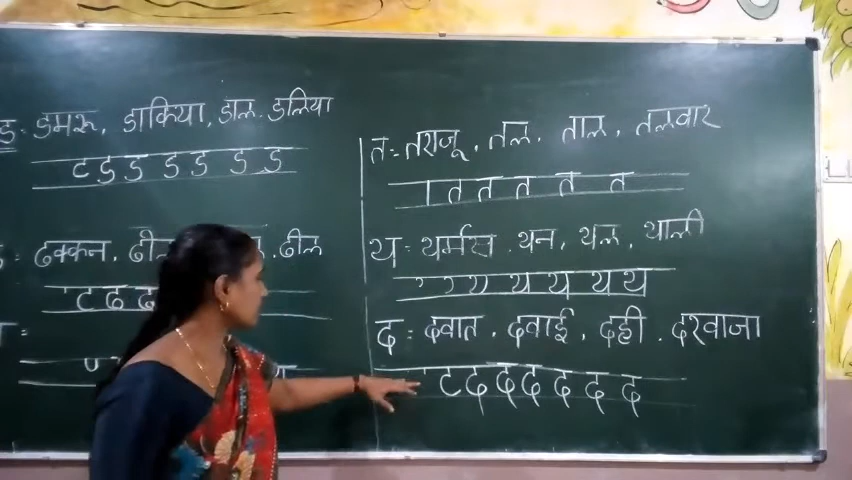 ड : डमरू, डाकिया, डाल. डलिया
ट ड ड ड ड ड ड
ढक्कन. ढोल ढील
ट ढ ढ
त := तराजू. तल. ताल. तलवार
। त त त त त
थ = थर्मस. थन, थल, थाली
थ थ थ थ
द = दवात. दवाई, दही. दरवाजा
ट द द द द द द